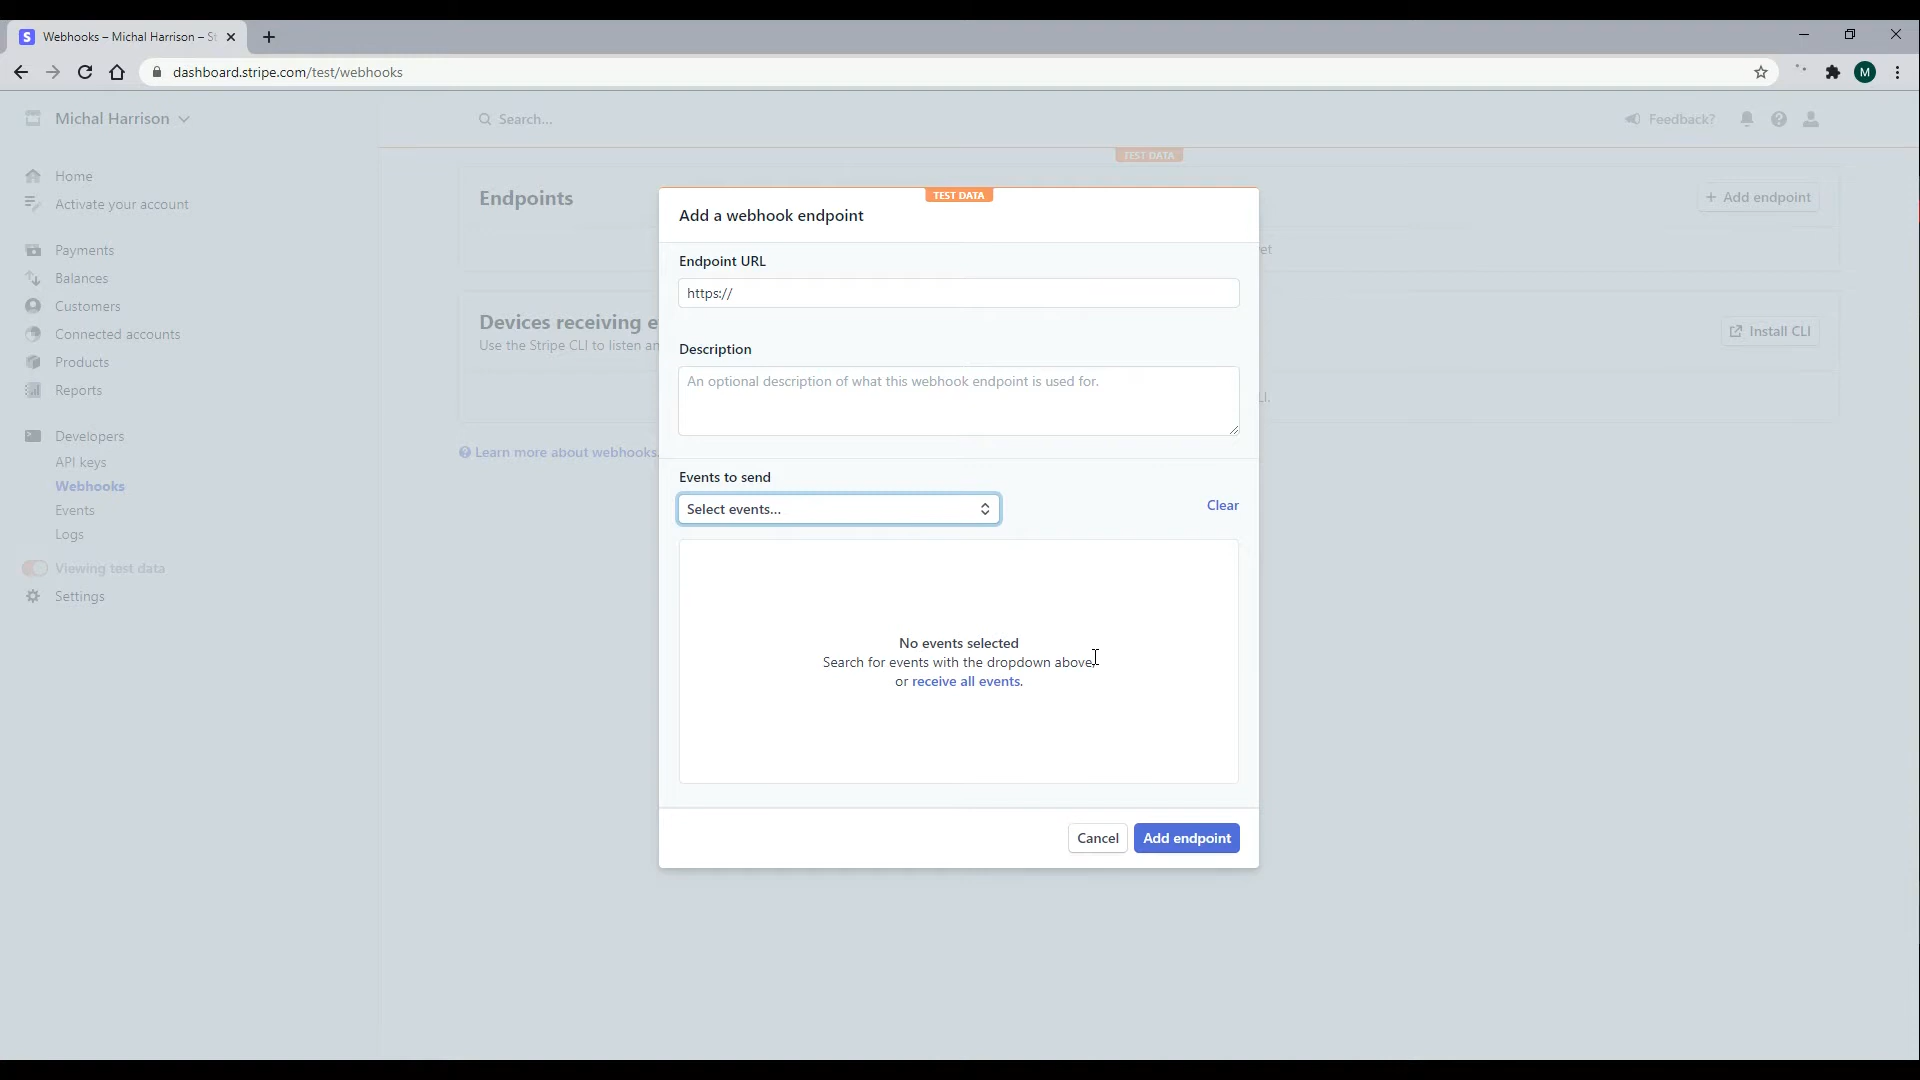 Webhooks – Michal Harrison – St
dashboard.stripe.com/test/webhooks
M
Michal Harrison
Search...
Feedback?
TEST DATA
Home
Activate your account
Payments
Balances
Customers
Connected accounts
Products
Reports
Developers
API keys
Webhooks
Events
Logs
Viewing test data
Settings
Endpoints
+ Add endpoint
et
Devices receiving e
Use the Stripe CLI to listen an
Install CLI
LI.
Learn more about webhooks.
TEST DATA
Add a webhook endpoint
Endpoint URL
https://
Description
An optional description of what this webhook endpoint is used for.
Events to send
Select events...
Clear
No events selected
Search for events with the dropdown above,
or receive all events.
Cancel
Add endpoint